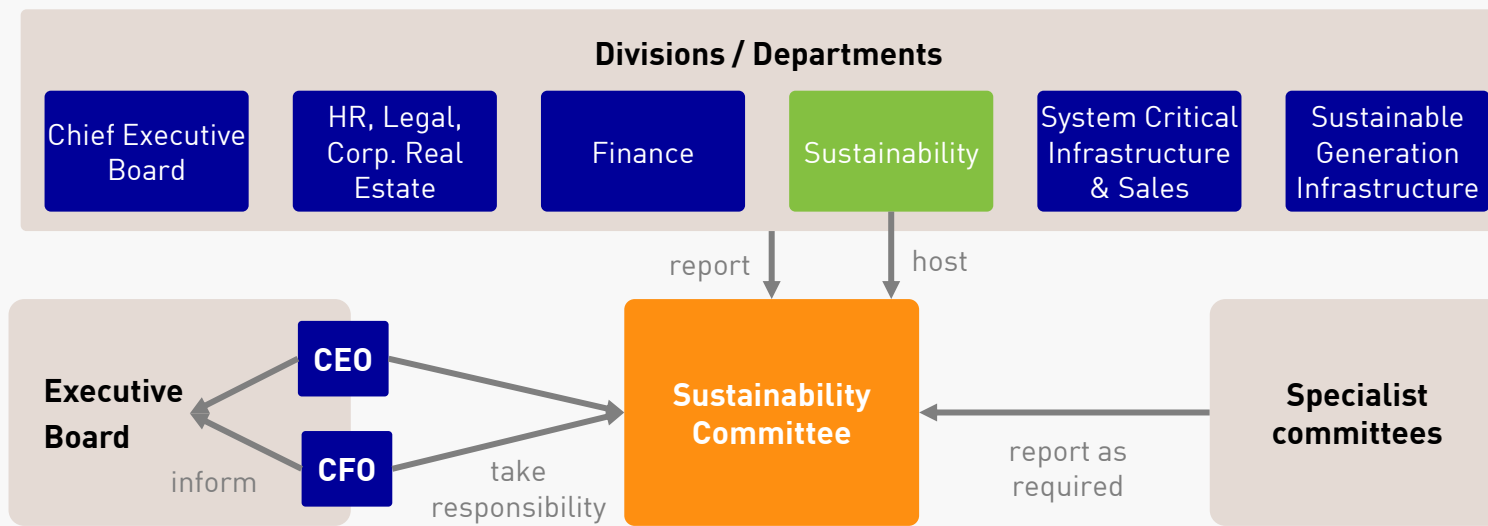 Divisions / Departments
Chief Executive
Board
HR, Legal,
Corp. Real
Estate
Finance
Sustainability
System Critical
Infrastructure
& Sales
Sustainable
Generation
Infrastructure
report
host
Executive
Board
CEO
CFO
inform
take
responsibility
Sustainability
Committee
report as
required
Specialist
committees